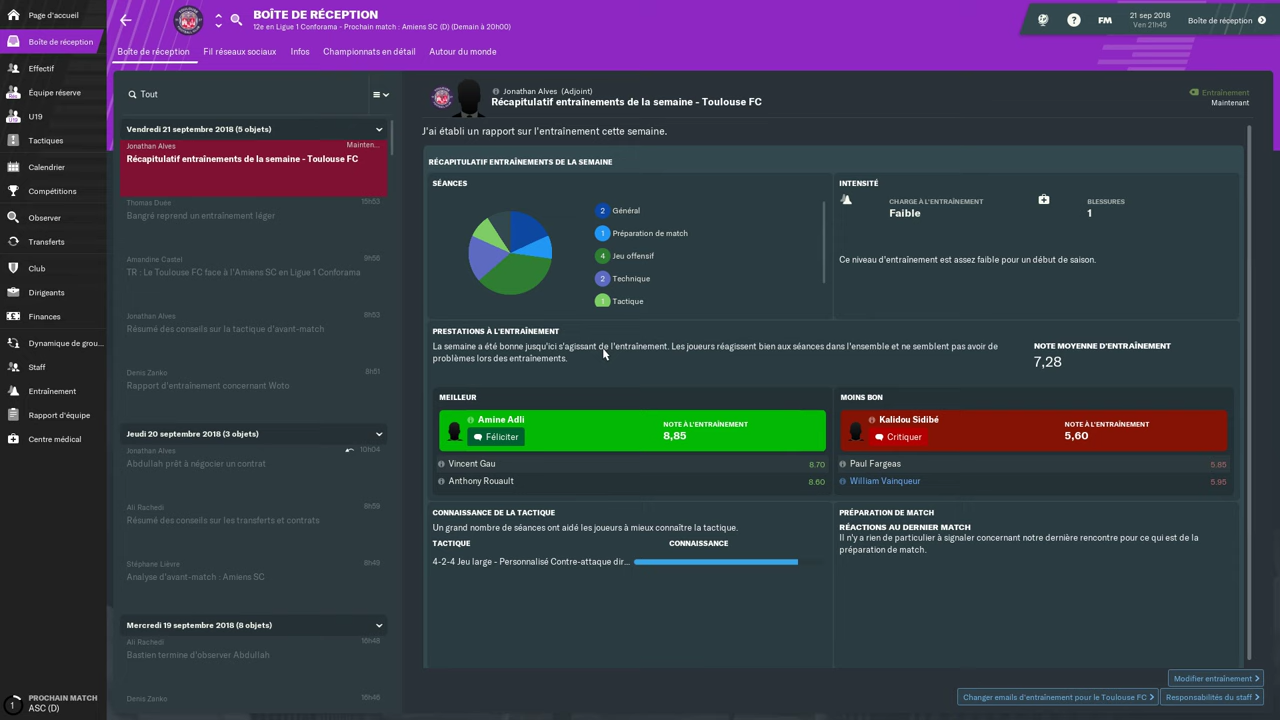 Page d'accueil
Boîte de réception
Effectif
Équipe réserve
U19
Tactiques
Calendrier
Compétitions
Observer
Transferts
Club
Dirigeants
Finances
Dynamique de grou...
Staff
Entraînement
Rapport d'équipe
Centre médical
1
PROCHAIN MATCH
ASC (D)
BOÎTE DE RÉCEPTION
12e en Ligue 1 Conforama - Prochain match : Amiens SC (D) (Demain à 20h00)
FM
21 sep 2018
Ven 21h45
Boîte de réception
Boîte de réception
Fil réseaux sociaux
Infos
Championnats en détail
Autour du monde
Tout
Vendredi 21 septembre 2018 (5 objets)
Jonathan Alves Mainten...
Récapitulatif entraînements de la semaine - Toulouse FC
Thomas Duée 15h53
Bangré reprend un entraînement léger
Amandine Castel 9h56
TR : Le Toulouse FC face à l'Amiens SC en Ligue 1 Conforama
Jonathan Alves 8h53
Résumé des conseils sur la tactique d'avant-match
Denis Zanko 8h51
Rapport d'entraînement concernant Woto
Jeudi 20 septembre 2018 (3 objets)
Jonathan Alves 10h04
Abdullah prêt à négocier un contrat
Ali Rachedi 8h59
Résumé des conseils sur les transferts et contrats
Stéphane Lièvre 8h49
Analyse d'avant-match : Amiens SC
Mercredi 19 septembre 2018 (8 objets)
Ali Rachedi 16h48
Bastien termine d'observer Abdullah
Denis Zanko 16h46
Jonathan Alves (Adjoint)
Récapitulatif entraînements de la semaine - Toulouse FC
Entraînement
Maintenant
J'ai établi un rapport sur l'entraînement cette semaine.
RÉCAPITULATIF ENTRAÎNEMENTS DE LA SEMAINE
SÉANCES
2 Général
1 Préparation de match
4 Jeu offensif
2 Technique
1 Tactique
INTENSITÉ
CHARGE À L'ENTRAÎNEMENT
Faible
BLESSURES
1
Ce niveau d'entraînement est assez faible pour un début de saison.
PRESTATIONS À L'ENTRAÎNEMENT
La semaine a été bonne jusqu'ici s'agissant de l'entraînement. Les joueurs réagissent bien aux séances dans l'ensemble et ne semblent pas avoir de
problèmes lors des entraînements.
NOTE MOYENNE D'ENTRAÎNEMENT
7,28
MEILLEUR
Amine Adli
Féliciter
NOTE À L'ENTRAÎNEMENT
8,85
Vincent Gau 8.70
Anthony Rouault 8.60
MOINS BON
Kalidou Sidibé
Critiquer
NOTE À L'ENTRAÎNEMENT
5,60
Paul Fargeas 5.85
William Vainqueur 5.95
CONNAISSANCE DE LA TACTIQUE
Un grand nombre de séances ont aidé les joueurs à mieux connaître la tactique.
TACTIQUE CONNAISSANCE
4-2-4 Jeu large - Personnalisé Contre-attaque dir...
PRÉPARATION DE MATCH
RÉACTIONS AU DERNIER MATCH
Il n'y a rien de particulier à signaler concernant notre dernière rencontre pour ce qui est de la
préparation de match.
Modifier entraînement
Changer emails d'entraînement pour le Toulouse FC
Responsabilités du staff